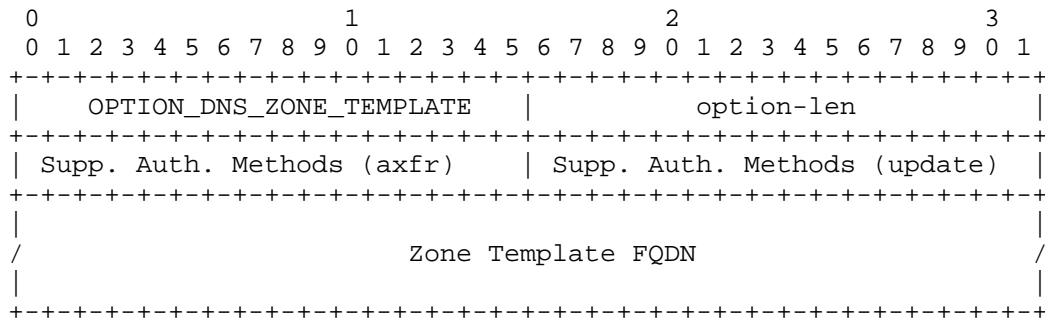 0                   1                   2                   3
 0 1 2 3 4 5 6 7 8 9 0 1 2 3 4 5 6 7 8 9 0 1 2 3 4 5 6 7 8 9 0 1
+-+-+-+-+-+-+-+-+-+-+-+-+-+-+-+-+-+-+-+-+-+-+-+-+-+-+-+-+-+-+-+-+
|    OPTION_DNS_ZONE_TEMPLATE   |          option-len           |
+-+-+-+-+-+-+-+-+-+-+-+-+-+-+-+-+-+-+-+-+-+-+-+-+-+-+-+-+-+-+-+-+
| Supp. Auth. Methods (axfr)    | Supp. Auth. Methods (update)  |
+-+-+-+-+-+-+-+-+-+-+-+-+-+-+-+-+-+-+-+-+-+-+-+-+-+-+-+-+-+-+-+-+
|                                                               |
/                        Zone Template FQDN                     /
|                                                               |
+-+-+-+-+-+-+-+-+-+-+-+-+-+-+-+-+-+-+-+-+-+-+-+-+-+-+-+-+-+-+-+-+